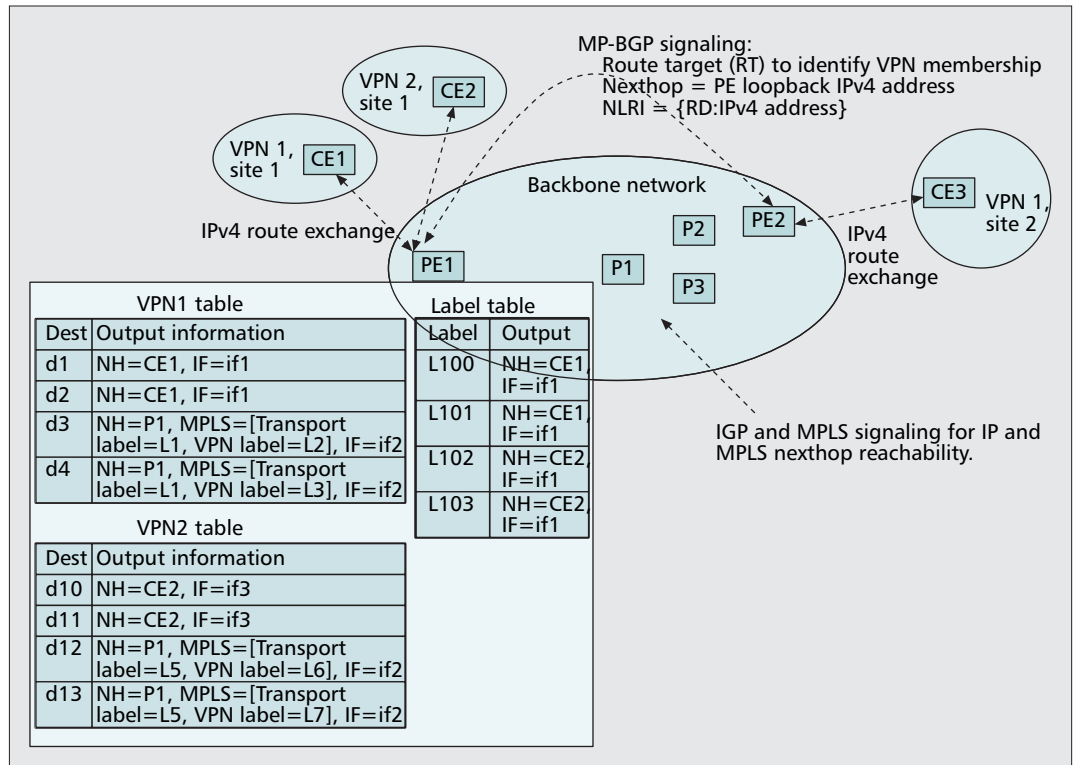 MP-BGP signaling:
Route target (RT) to identify VPN membership
Nexthop = PE loopback IPv4 address
NLRI = {RD:IPv4 address}
VPN 2,
site 1
CE2
VPN 1,
site 1
CE1
Backbone network
IPv4 route exchange
PE1
P1
P2
P3
PE2
CE3
VPN 1,
site 2
IPv4
route
exchange
IGP and MPLS signaling for IP and
MPLS nexthop reachability.
VPN1 table
Dest Output information
d1 NH=CE1, IF=if1
d2 NH=CE1, IF=if1
d3 NH=P1, MPLS=[Transport
label=L1, VPN label=L2], IF=if2
d4 NH=P1, MPLS=[Transport
label=L1, VPN label=L3], IF=if2
Label table
Label Output
L100 NH=CE1,
IF=if1
L101 NH=CE1,
IF=if1
L102 NH=CE2,
IF=if1
L103 NH=CE2,
IF=if1
VPN2 table
Dest Output information
d10 NH=CE2, IF=if3
d11 NH=CE2, IF=if3
d12 NH=P1, MPLS=[Transport
label=L5, VPN label=L6], IF=if2
d13 NH=P1, MPLS=[Transport
label=L5, VPN label=L7], IF=if2